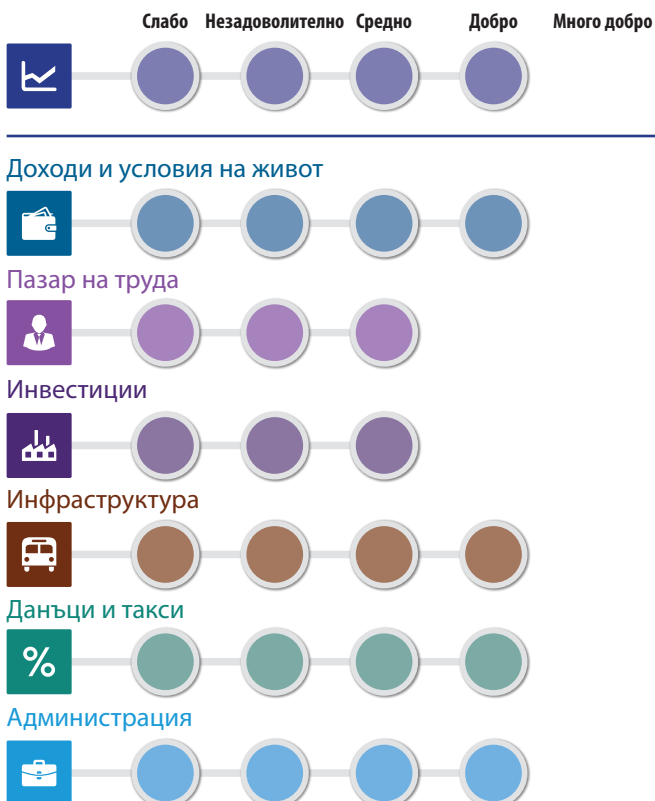 Слабо Незадоволително Средно Добро Много добро
Доходи и условия на живот
Пазар на труда
Инвестиции
Инфраструктура
Данъци и такси
%
Администрация